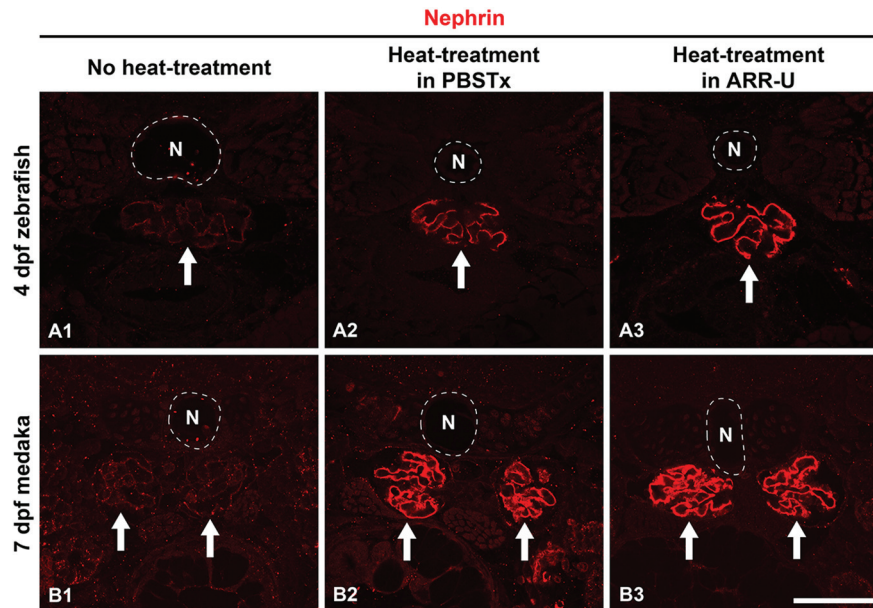 Nephrin
No heat-treatment
Heat-treatment
in PBSTx
Heat-treatment
in ARR-U
4 dpf zebrafish
N
A1
N
A2
N
A3
7 dpf medaka
N
B1
N
B2
N
B3